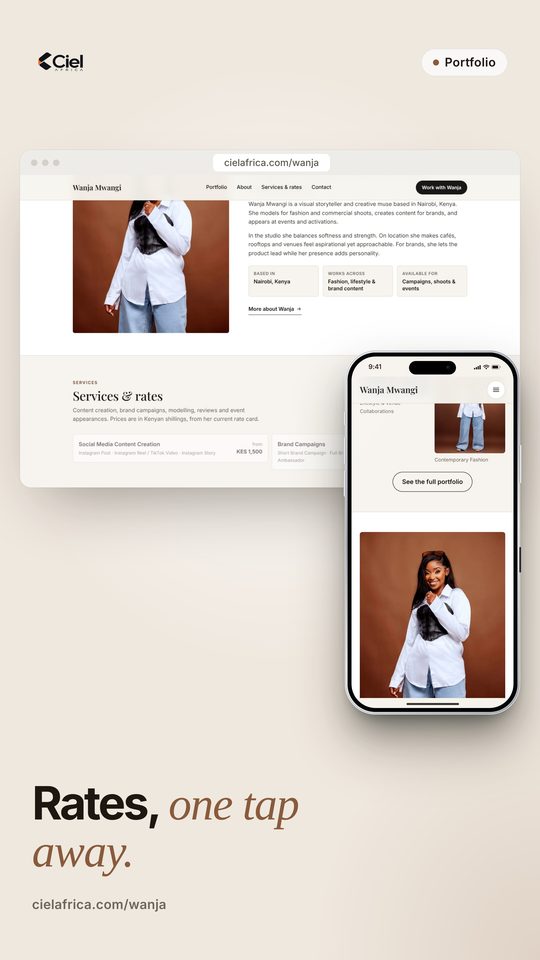 Ciel
AFRICA
Portfolio
cielafrica.com/wanja
Wanja Mwangi
Portfolio
About
Services & rates
Contact
Work with Wanja
Wanja Mwangi is a visual storyteller and creative muse based in Nairobi, Kenya.
She models for fashion and commercial shoots, creates content for brands, and
appears at events and activations.
In the studio she balances softness and strength. On location she makes cafés,
rooftops and venues feel aspirational yet approachable. For brands, she lets the
product lead while her presence adds personality.
BASED IN
Nairobi, Kenya
WORKS ACROSS
Fashion, lifestyle &
brand content
AVAILABLE FOR
Campaigns, shoots &
events
More about Wanja →
SERVICES
Services & rates
Content creation, brand campaigns, modelling, reviews and event
appearances. Prices are in Kenyan shillings, from her current rate card.
Social Media Content Creation
Instagram Post · Instagram Reel / TikTok Video · Instagram Story
from
KES 1,500
Brand Campaigns
Short Brand Campaign · Full B
Ambassador
9:41
Wanja Mwangi
Collaborations
Contemporary Fashion
See the full portfolio
Rates, one tap
away.
cielafrica.com/wanja